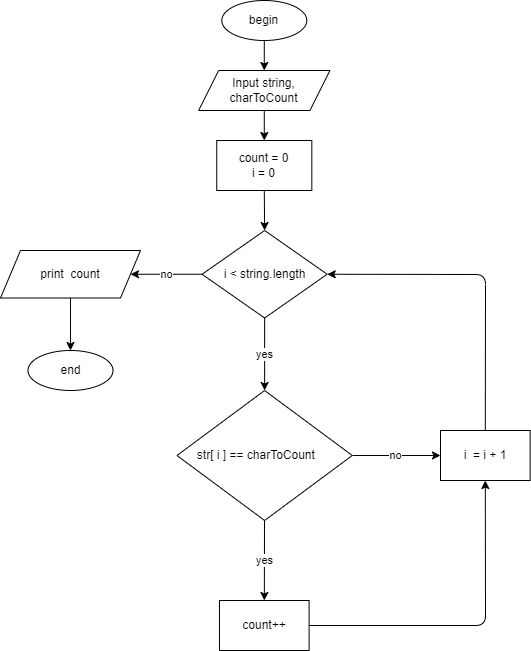 begin
Input string,
charToCount
count = 0
i = 0
i < string.length
no
print  count
end
yes
str[ i ] == charToCount
no
i  = i + 1
yes
count++